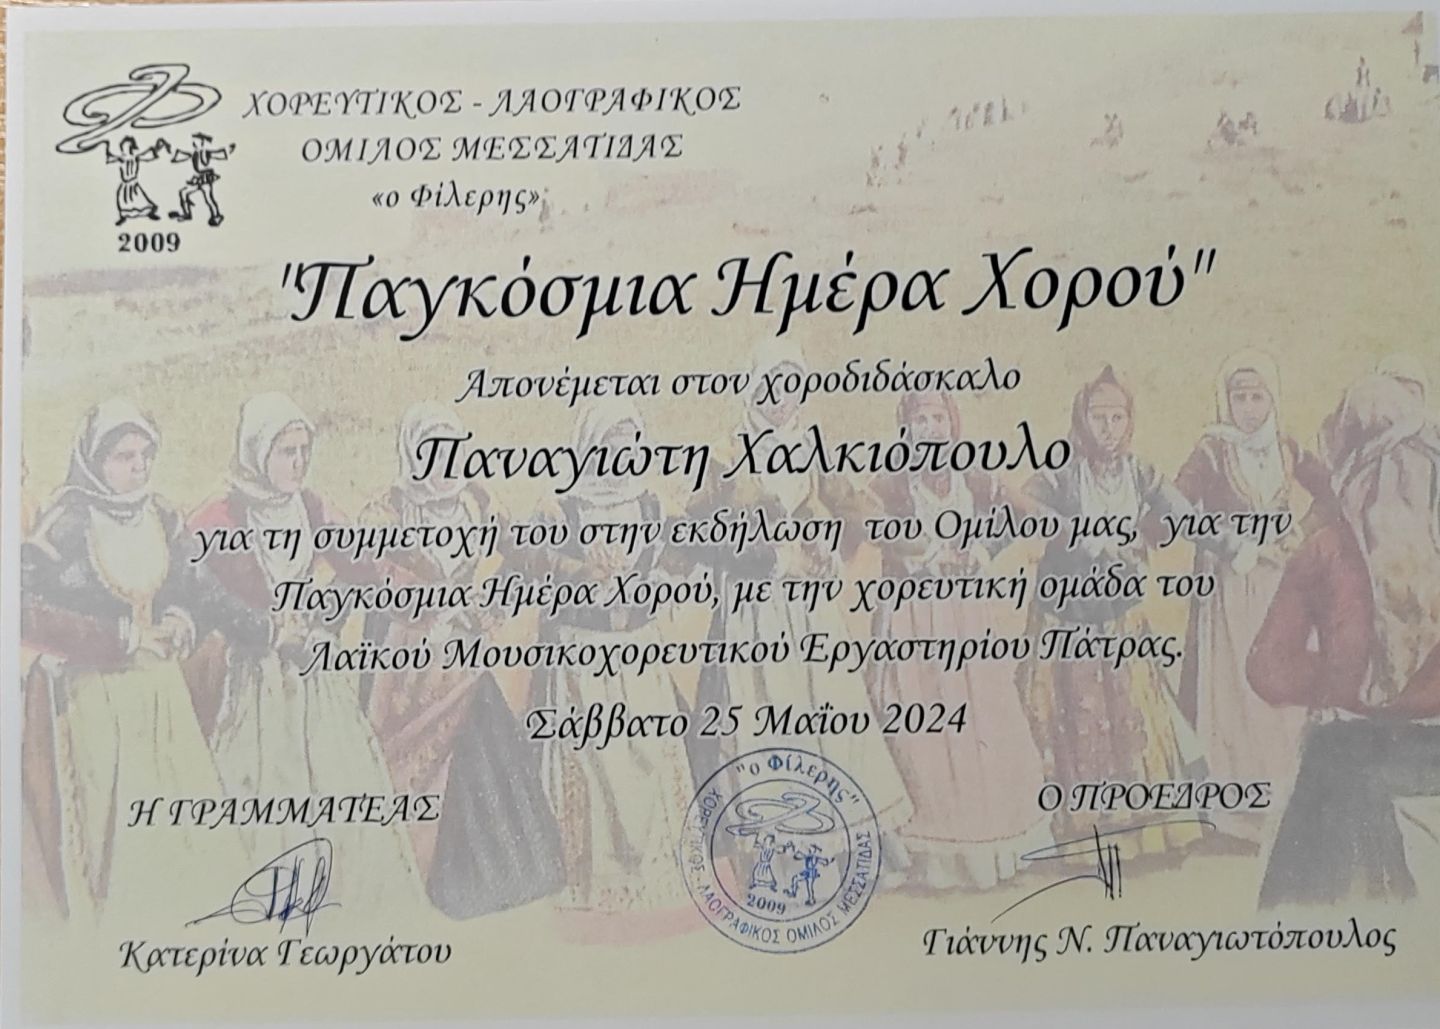 ΧΟΡΕΥΤΙΚΟΣ - ΛΑΟΓΡΑΦΙΚΟΣ
ΟΜΙΛΟΣ ΜΕΣΣΑΤΙΔΑΣ
«ο Φίλερης»
2009
"Παγκόσμια Ημέρα Χορού"
Απονέμεται στον χοροδιδάσκαλο
Παναγιώτη Χαλκιόπουλο
για τη συμμετοχή του στην εκδήλωση του Ομίλου μας, για την
Παγκόσμια Ημέρα Χορού, με την χορευτική ομάδα του
Λαϊκού Μουσικοχορευτικού Εργαστηρίου Πάτρας.
Σάββατο 25 Μαΐου 2024
Η ΓΡΑΜΜΑΤΕΑΣ
Ο ΠΡΟΕΔΡΟΣ
"ο Φίλερης"
ΧΟΡΕΥΤΙΚΟΣ - ΛΑΟΓΡΑΦΙΚΟΣ ΟΜΙΛΟΣ ΜΕΣΣΑΤΙΔΑΣ
2009
Κατερίνα Γεωργάτου
Γιάννης Ν. Παναγιωτόπουλος